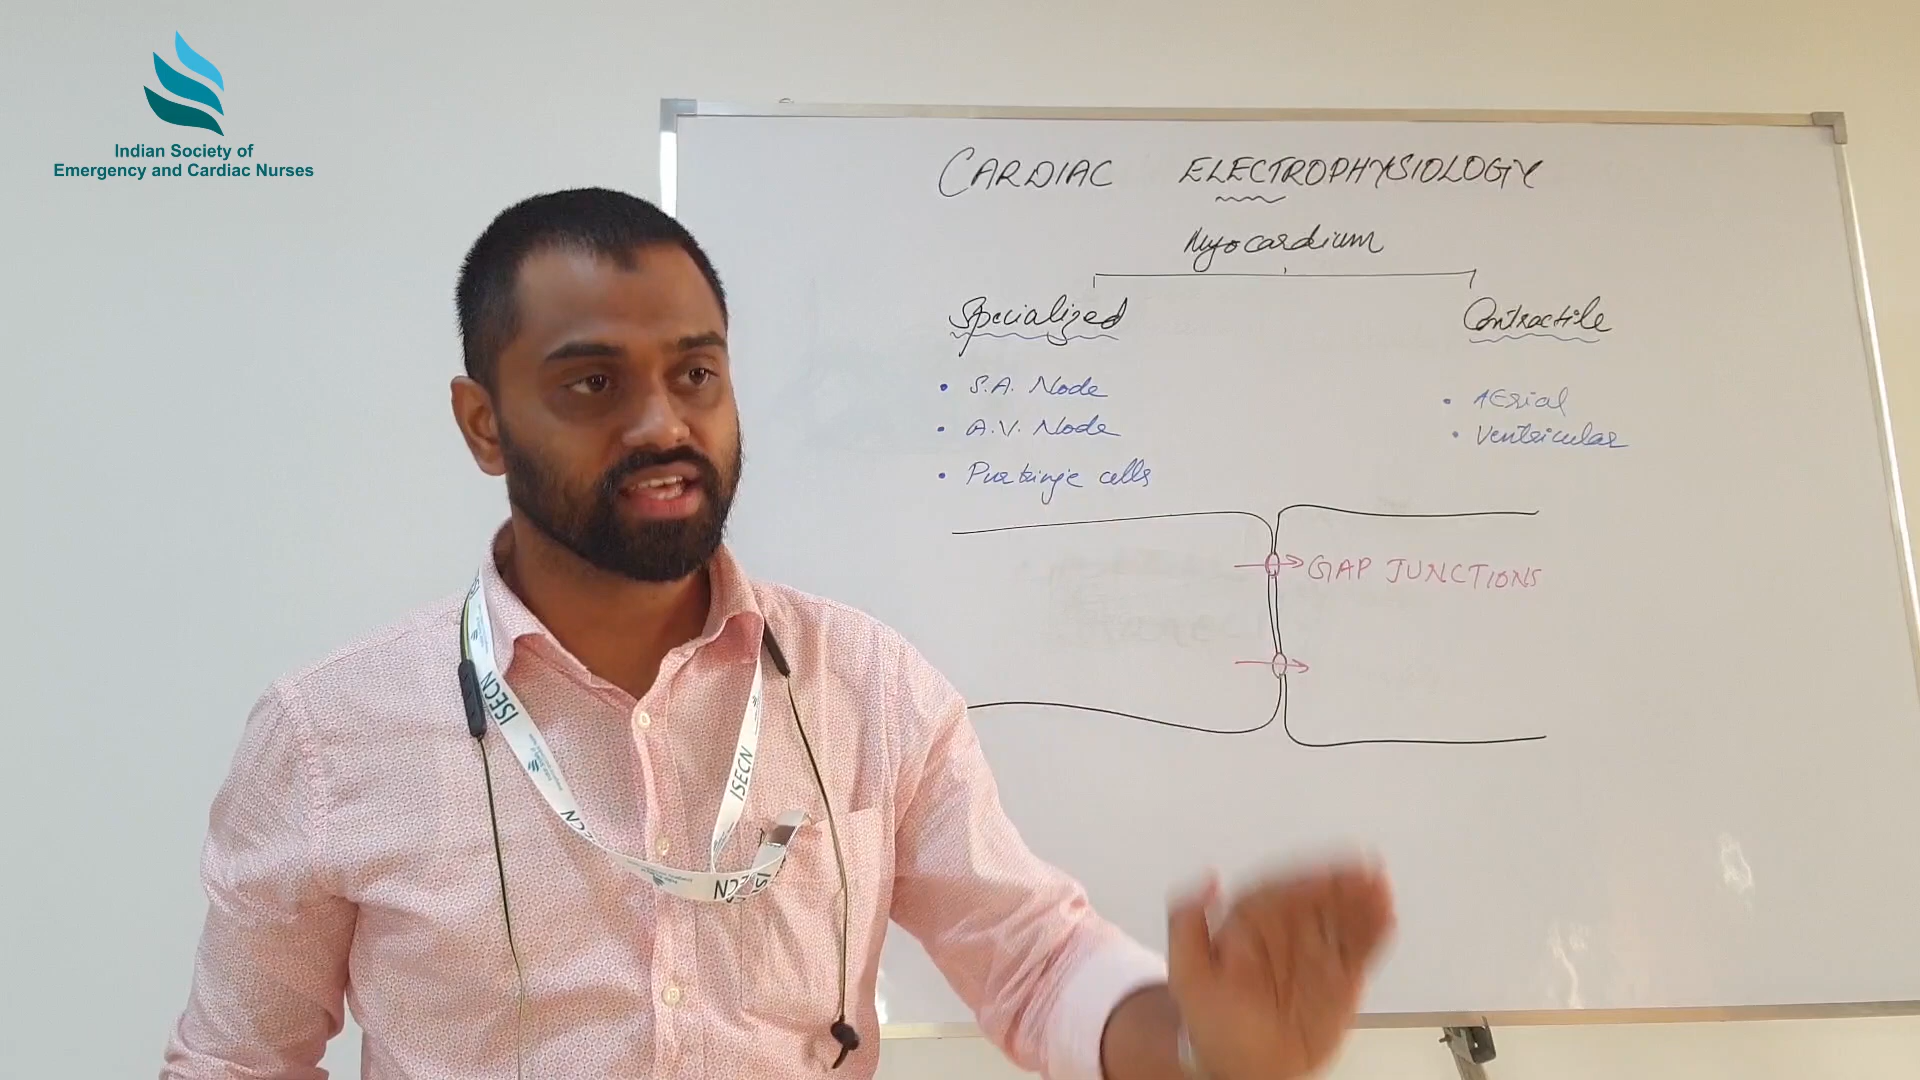 Indian Society of
Emergency and Cardiac Nurses
CARDIAC ELECTROPHYSIOLOGY
Myocardium
Specialized
Contractile
• S.A. Node
• A.V. Node
• Purkinje cells
• Atrial
• Ventricular
GAP JUNCTIONS
ISECN
ISECN